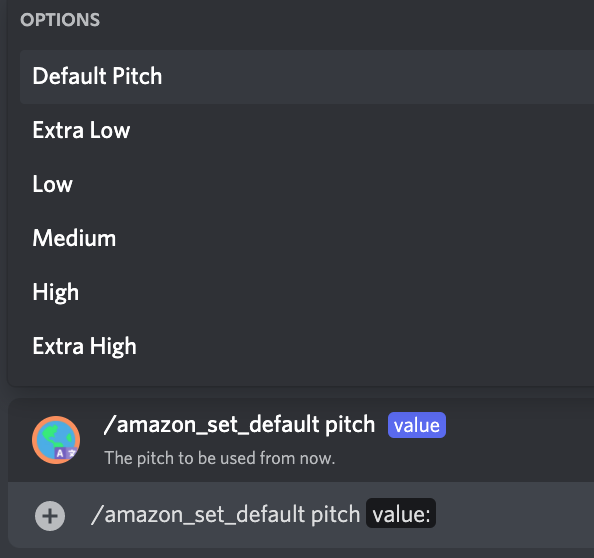 OPTIONS
Default Pitch
Extra Low
Low
Medium
High
Extra High
/amazon_set_default pitch value
The pitch to be used from now.
/amazon_set_default pitch value: